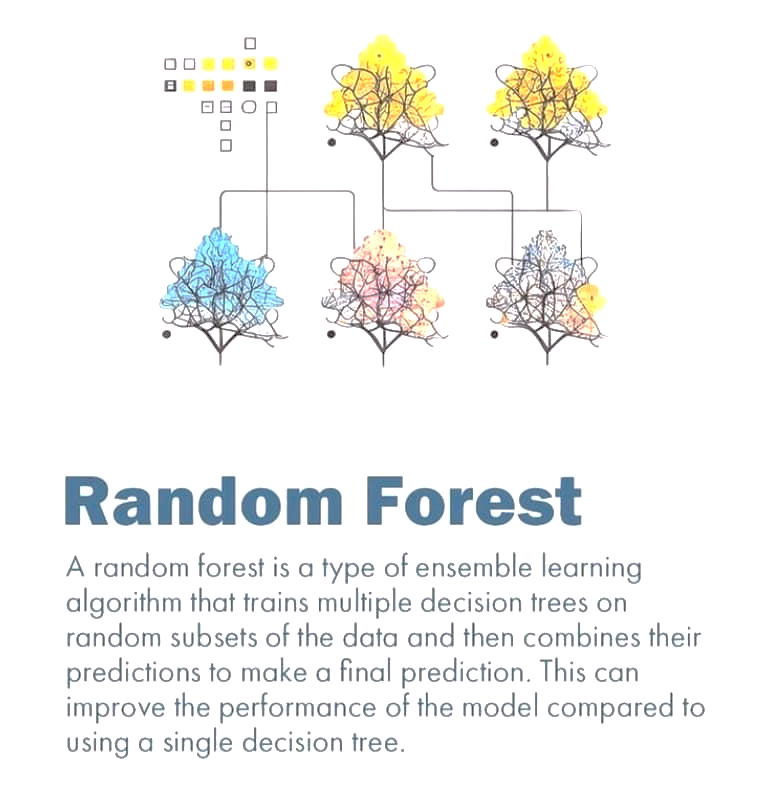 Random Forest
A random forest is a type of ensemble learning
algorithm that trains multiple decision trees on
random subsets of the data and then combines their
predictions to make a final prediction. This can
improve the performance of the model compared to
using a single decision tree.